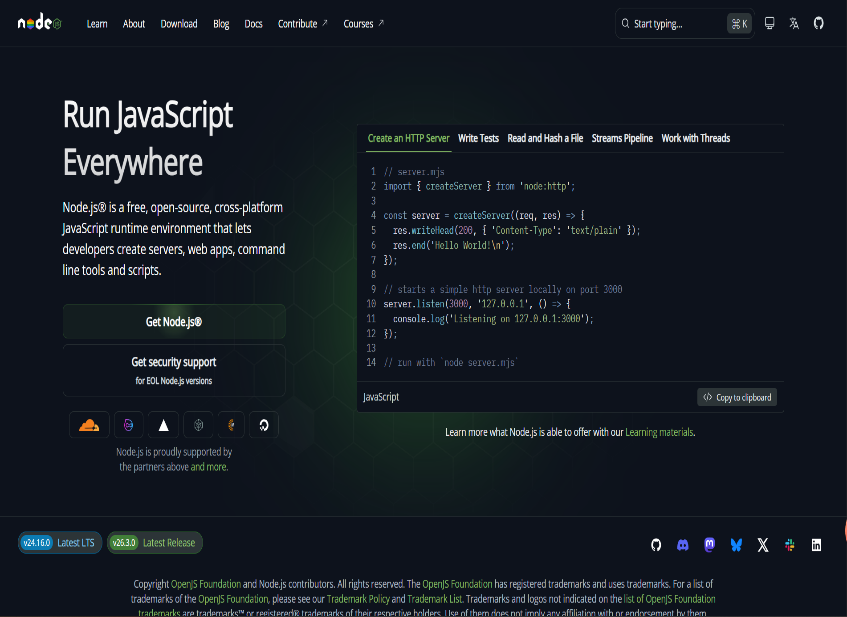 node
Learn About Download Blog Docs Contribute ↗ Courses ↗
Start typing... ⌘ K
Run JavaScript
Everywhere
Node.js® is a free, open-source, cross-platform
JavaScript runtime environment that lets
developers create servers, web apps, command
line tools and scripts.
Get Node.js®
Get security support
for EOL Node.js versions
Node.js is proudly supported by
the partners above and more.
Create an HTTP Server Write Tests Read and Hash a File Streams Pipeline Work with Threads
1 // server.mjs
2 import { createServer } from 'node:http';
3
4 const server = createServer((req, res) => {
5   res.writeHead(200, { 'Content-Type': 'text/plain' });
6   res.end('Hello World!\n');
7 });
8
9 // starts a simple http server locally on port 3000
10 server.listen(3000, '127.0.0.1', () => {
11   console.log('Listening on 127.0.0.1:3000');
12 });
13
14 // run with `node server.mjs`
JavaScript </> Copy to clipboard
Learn more what Node.js is able to offer with our Learning materials.
v24.16.0 Latest LTS v26.3.0 Latest Release
Copyright OpenJS Foundation and Node.js contributors. All rights reserved. The OpenJS Foundation has registered trademarks and uses trademarks. For a list of
trademarks of the OpenJS Foundation, please see our Trademark Policy and Trademark List. Trademarks and logos not indicated on the list of OpenJS Foundation
trademarks are trademarks™ or registered® trademarks of their respective holders. Use of them does not imply any affiliation with or endorsement by them.